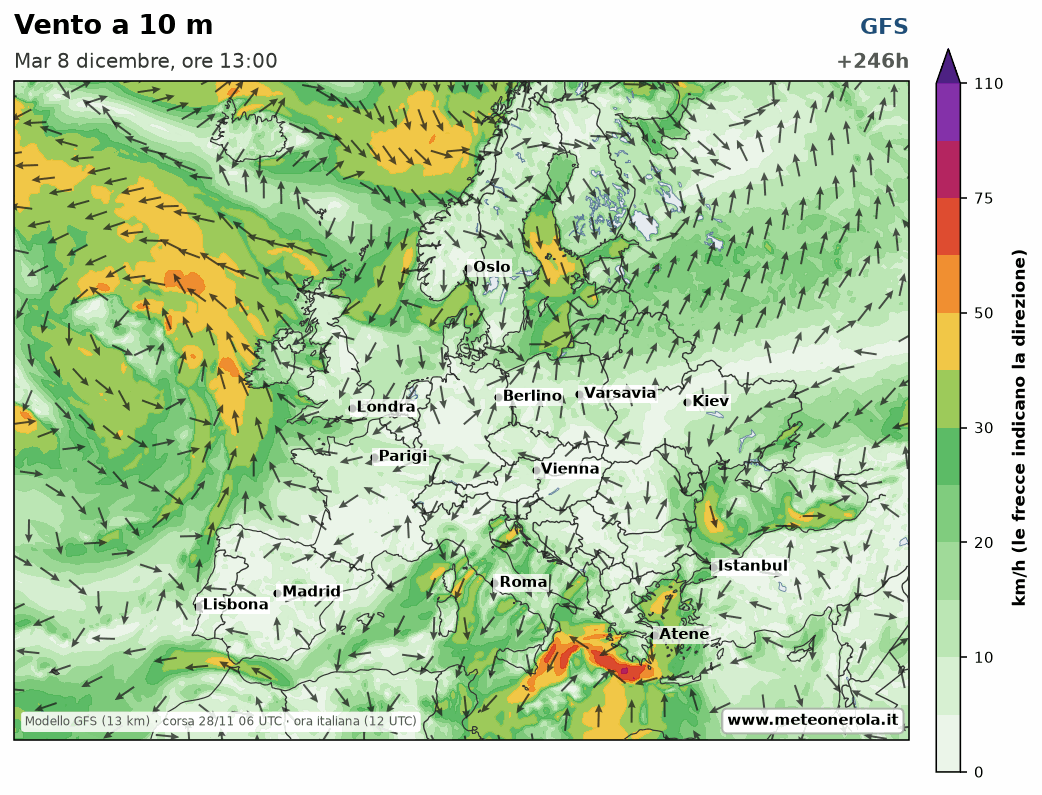 Vento a 10 m
GFS
Mar 8 dicembre, ore 13:00
+246h
110
75
50
30
20
10
0
km/h (le frecce indicano la direzione)
Oslo
Londra
Berlino
Varsavia
Kiev
Parigi
Vienna
Istanbul
Roma
Madrid
Lisbona
Atene
Modello GFS (13 km) · corsa 28/11 06 UTC · ora italiana (12 UTC)
www.meteonerola.it